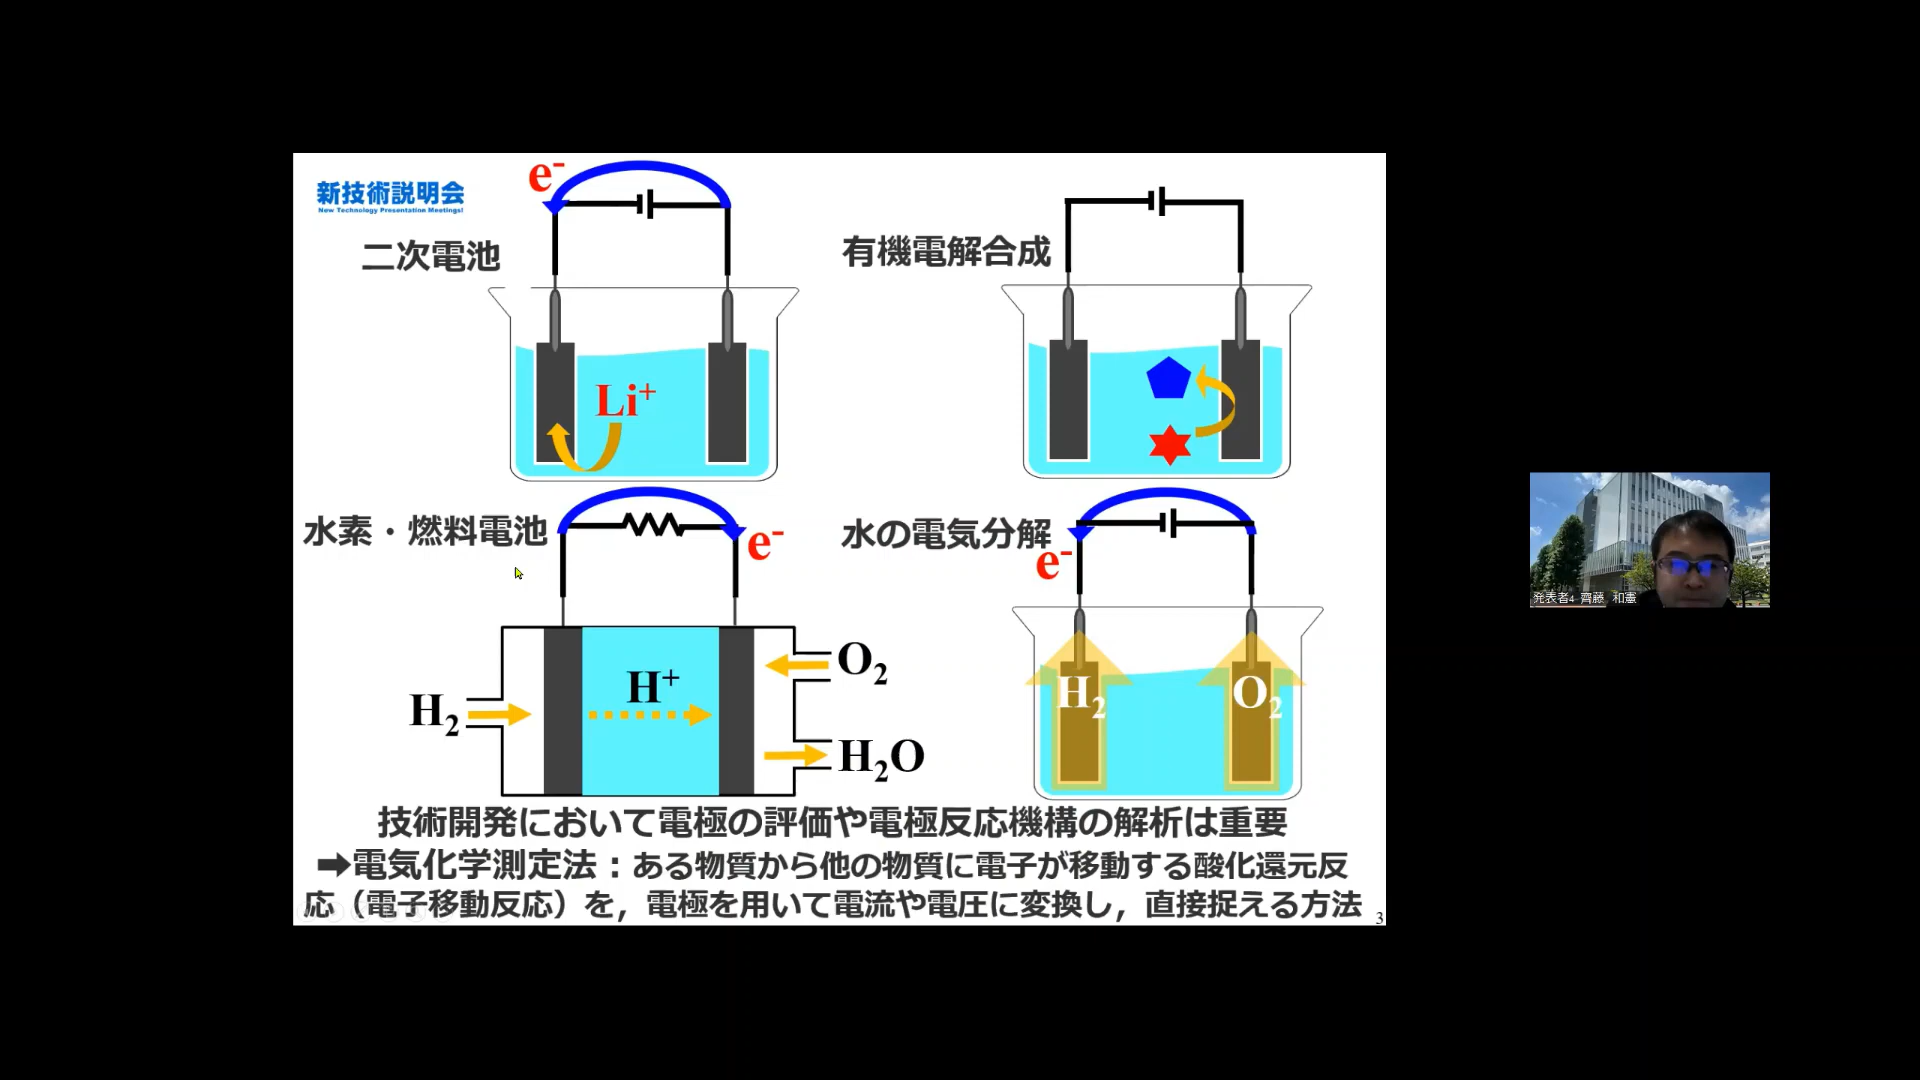 新技術説明会
New Technology Presentation Meetings!
e⁻
二次電池
Li⁺
有機電解合成
水素・燃料電池
e⁻
H₂
H⁺
O₂
H₂O
水の電気分解
e⁻
H₂
O₂
技術開発において電極の評価や電極反応機構の解析は重要
➡電気化学測定法：ある物質から他の物質に電子が移動する酸化還元反
応（電子移動反応）を，電極を用いて電流や電圧に変換し，直接捉える方法
3
発表者4 齊藤 和憲